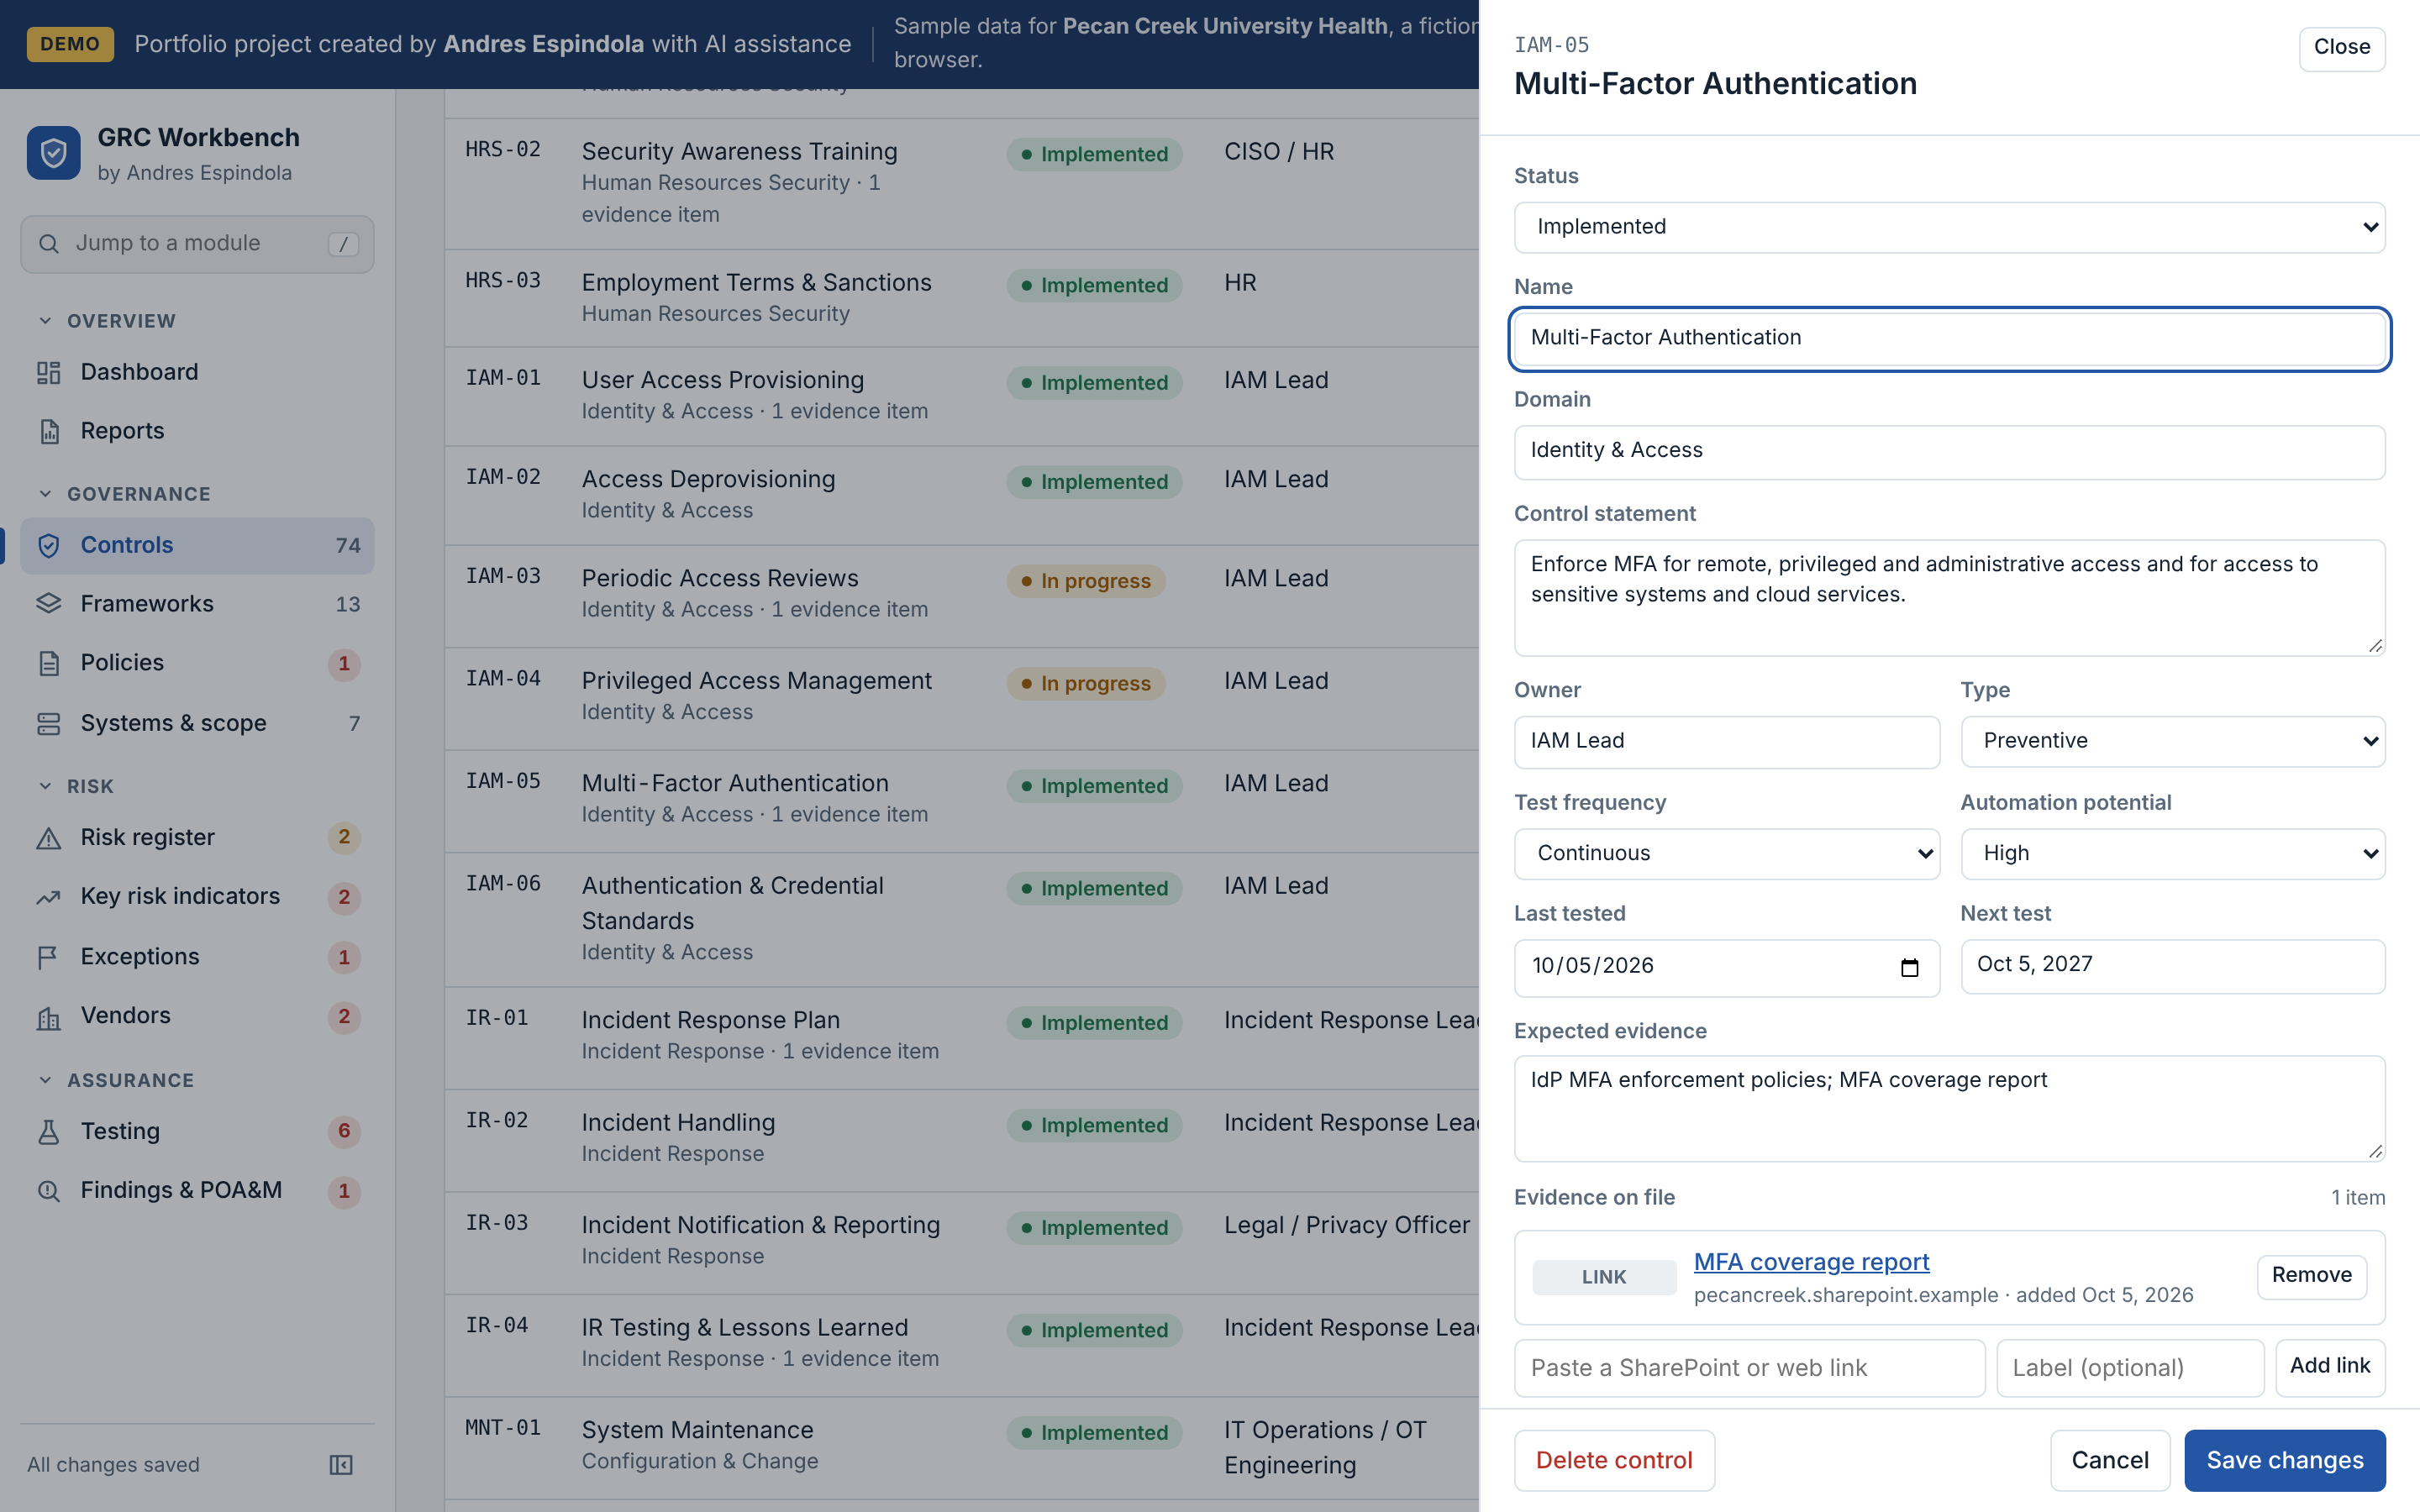 DEMO
Portfolio project created by Andres Espindola with AI assistance
Sample data for Pecan Creek University Health, a fiction
browser.
GRC Workbench
by Andres Espindola
Jump to a module
/
OVERVIEW
Dashboard
Reports
GOVERNANCE
Controls 74
Frameworks 13
Policies 1
Systems & scope 7
RISK
Risk register 2
Key risk indicators 2
Exceptions 1
Vendors 2
ASSURANCE
Testing 6
Findings & POA&M 1
All changes saved
Human Resources Security
HRS-02 Security Awareness Training Implemented CISO / HR
Human Resources Security · 1
evidence item
HRS-03 Employment Terms & Sanctions Implemented HR
Human Resources Security
IAM-01 User Access Provisioning Implemented IAM Lead
Identity & Access · 1 evidence item
IAM-02 Access Deprovisioning Implemented IAM Lead
Identity & Access
IAM-03 Periodic Access Reviews In progress IAM Lead
Identity & Access · 1 evidence item
IAM-04 Privileged Access Management In progress IAM Lead
Identity & Access
IAM-05 Multi-Factor Authentication Implemented IAM Lead
Identity & Access · 1 evidence item
IAM-06 Authentication & Credential Implemented IAM Lead
Standards
Identity & Access
IR-01 Incident Response Plan Implemented Incident Response Lea
Incident Response · 1 evidence item
IR-02 Incident Handling Implemented Incident Response Lea
Incident Response
IR-03 Incident Notification & Reporting Implemented Legal / Privacy Officer
Incident Response
IR-04 IR Testing & Lessons Learned Implemented Incident Response Lea
Incident Response · 1 evidence item
MNT-01 System Maintenance Implemented IT Operations / OT
Configuration & Change Engineering
IAM-05
Multi-Factor Authentication
Close
Status
Implemented
Name
Multi-Factor Authentication
Domain
Identity & Access
Control statement
Enforce MFA for remote, privileged and administrative access and for access to
sensitive systems and cloud services.
Owner Type
IAM Lead Preventive
Test frequency Automation potential
Continuous High
Last tested Next test
10/05/2026 Oct 5, 2027
Expected evidence
IdP MFA enforcement policies; MFA coverage report
Evidence on file 1 item
LINK MFA coverage report Remove
pecancreek.sharepoint.example · added Oct 5, 2026
Paste a SharePoint or web link Label (optional) Add link
Delete control Cancel Save changes